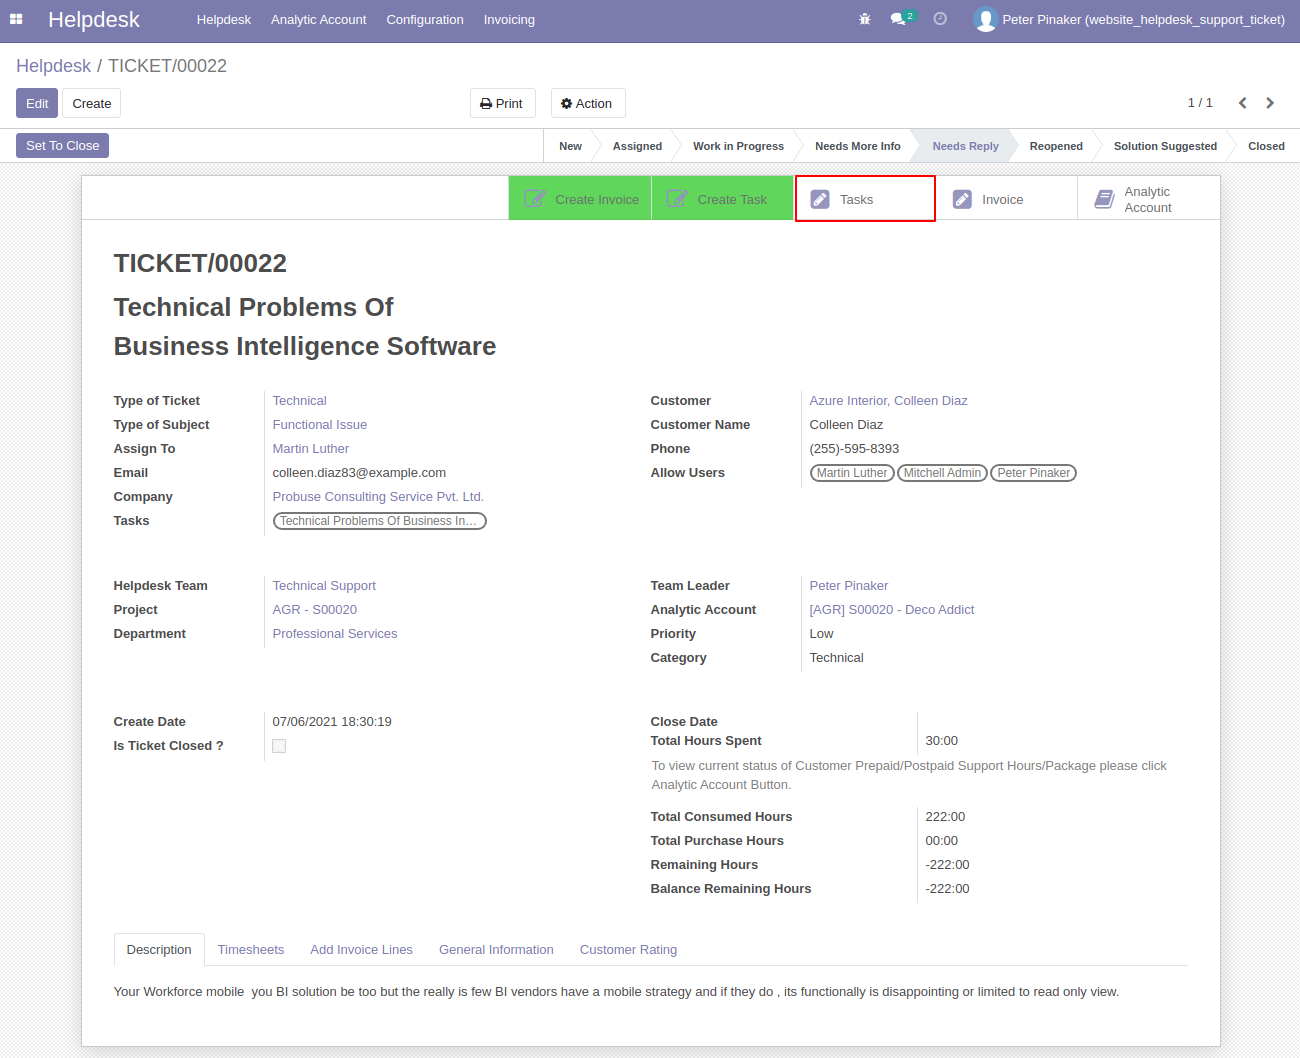 Helpdesk Helpdesk Analytic Account Configuration Invoicing 2 Peter Pinaker (website_helpdesk_support_ticket)
Helpdesk / TICKET/00022
Edit Create Print Action 1 / 1
Set To Close New Assigned Work in Progress Needs More Info Needs Reply Reopened Solution Suggested Closed
Create Invoice Create Task Tasks Invoice Analytic
Account
TICKET/00022
Technical Problems Of
Business Intelligence Software
Type of Ticket Technical
Type of Subject Functional Issue
Assign To Martin Luther
Email colleen.diaz83@example.com
Company Probuse Consulting Service Pvt. Ltd.
Tasks Technical Problems Of Business In...
Customer Azure Interior, Colleen Diaz
Customer Name Colleen Diaz
Phone (255)-595-8393
Allow Users Martin Luther Mitchell Admin Peter Pinaker
Helpdesk Team Technical Support
Project AGR - S00020
Department Professional Services
Team Leader Peter Pinaker
Analytic Account [AGR] S00020 - Deco Addict
Priority Low
Category Technical
Create Date 07/06/2021 18:30:19
Is Ticket Closed ?
Close Date
Total Hours Spent 30:00
To view current status of Customer Prepaid/Postpaid Support Hours/Package please click
Analytic Account Button.
Total Consumed Hours 222:00
Total Purchase Hours 00:00
Remaining Hours -222:00
Balance Remaining Hours -222:00
Description Timesheets Add Invoice Lines General Information Customer Rating
Your Workforce mobile  you BI solution be too but the really is few BI vendors have a mobile strategy and if they do , its functionally is disappointing or limited to read only view.